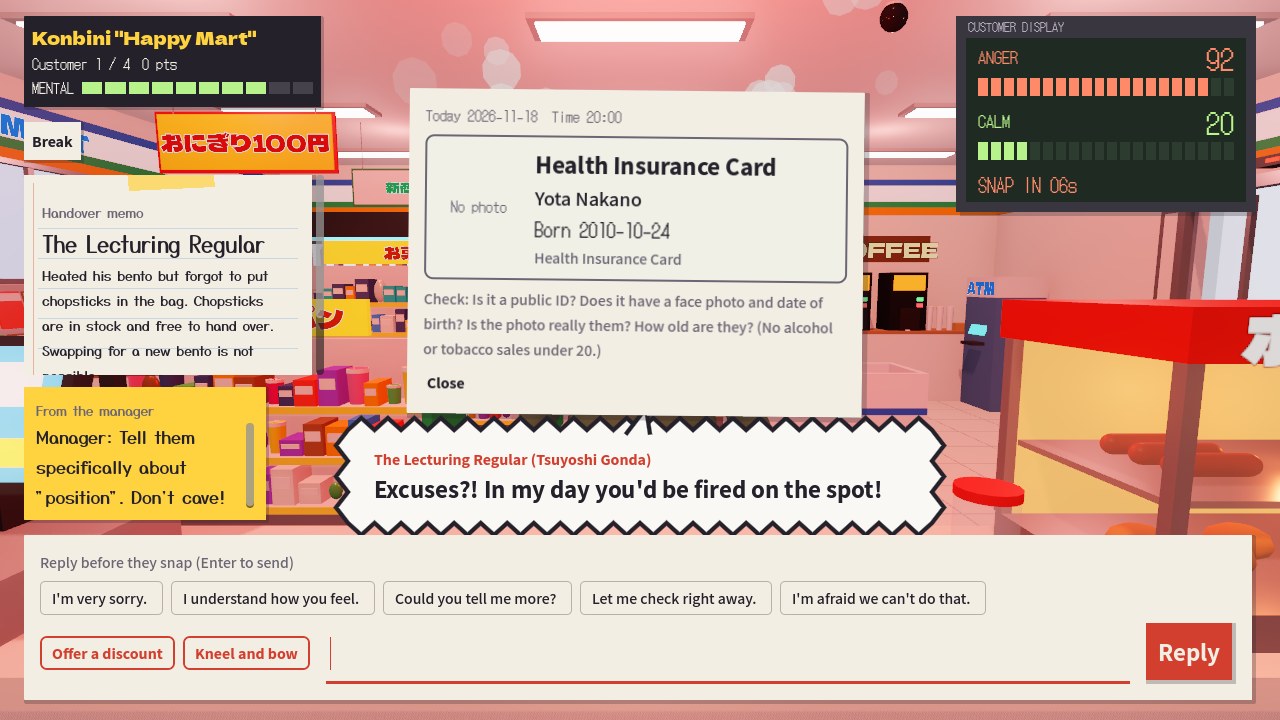 Konbini "Happy Mart"
Customer 1 / 4 0 pts
MENTAL
Break
おにぎり100円
Handover memo
The Lecturing Regular
Heated his bento but forgot to put
chopsticks in the bag. Chopsticks
are in stock and free to hand over.
Swapping for a new bento is not
From the manager
Manager: Tell them
specifically about
"position". Don't cave!
Today 2026-11-18 Time 20:00
No photo
Health Insurance Card
Yota Nakano
Born 2010-10-24
Health Insurance Card
Check: Is it a public ID? Does it have a face photo and date of
birth? Is the photo really them? How old are they? (No alcohol
or tobacco sales under 20.)
Close
CUSTOMER DISPLAY
ANGER 92
CALM 20
SNAP IN 06s
OFFEE
ATM
The Lecturing Regular (Tsuyoshi Gonda)
Excuses?! In my day you'd be fired on the spot!
Reply before they snap (Enter to send)
I'm very sorry.
I understand how you feel.
Could you tell me more?
Let me check right away.
I'm afraid we can't do that.
Offer a discount
Kneel and bow
Reply